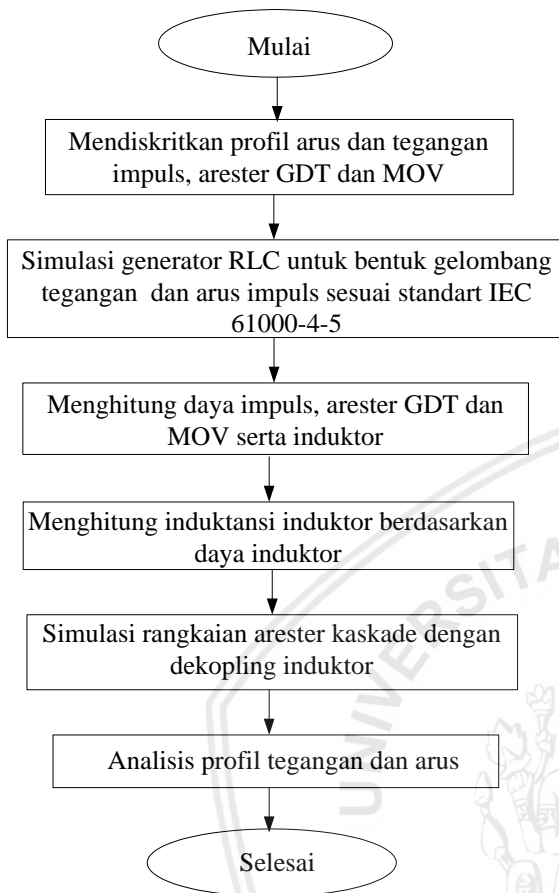 Mulai
Mendiskritkan profil arus dan tegangan
impuls, arester GDT dan MOV
Simulasi generator RLC untuk bentuk gelombang
tegangan dan arus impuls sesuai standart IEC
61000-4-5
Menghitung daya impuls, arester GDT dan
MOV serta induktor
Menghitung induktansi induktor berdasarkan
daya induktor
Simulasi rangkaian arester kaskade dengan
dekopling induktor
Analisis profil tegangan dan arus
Selesai
UNIVERSITA